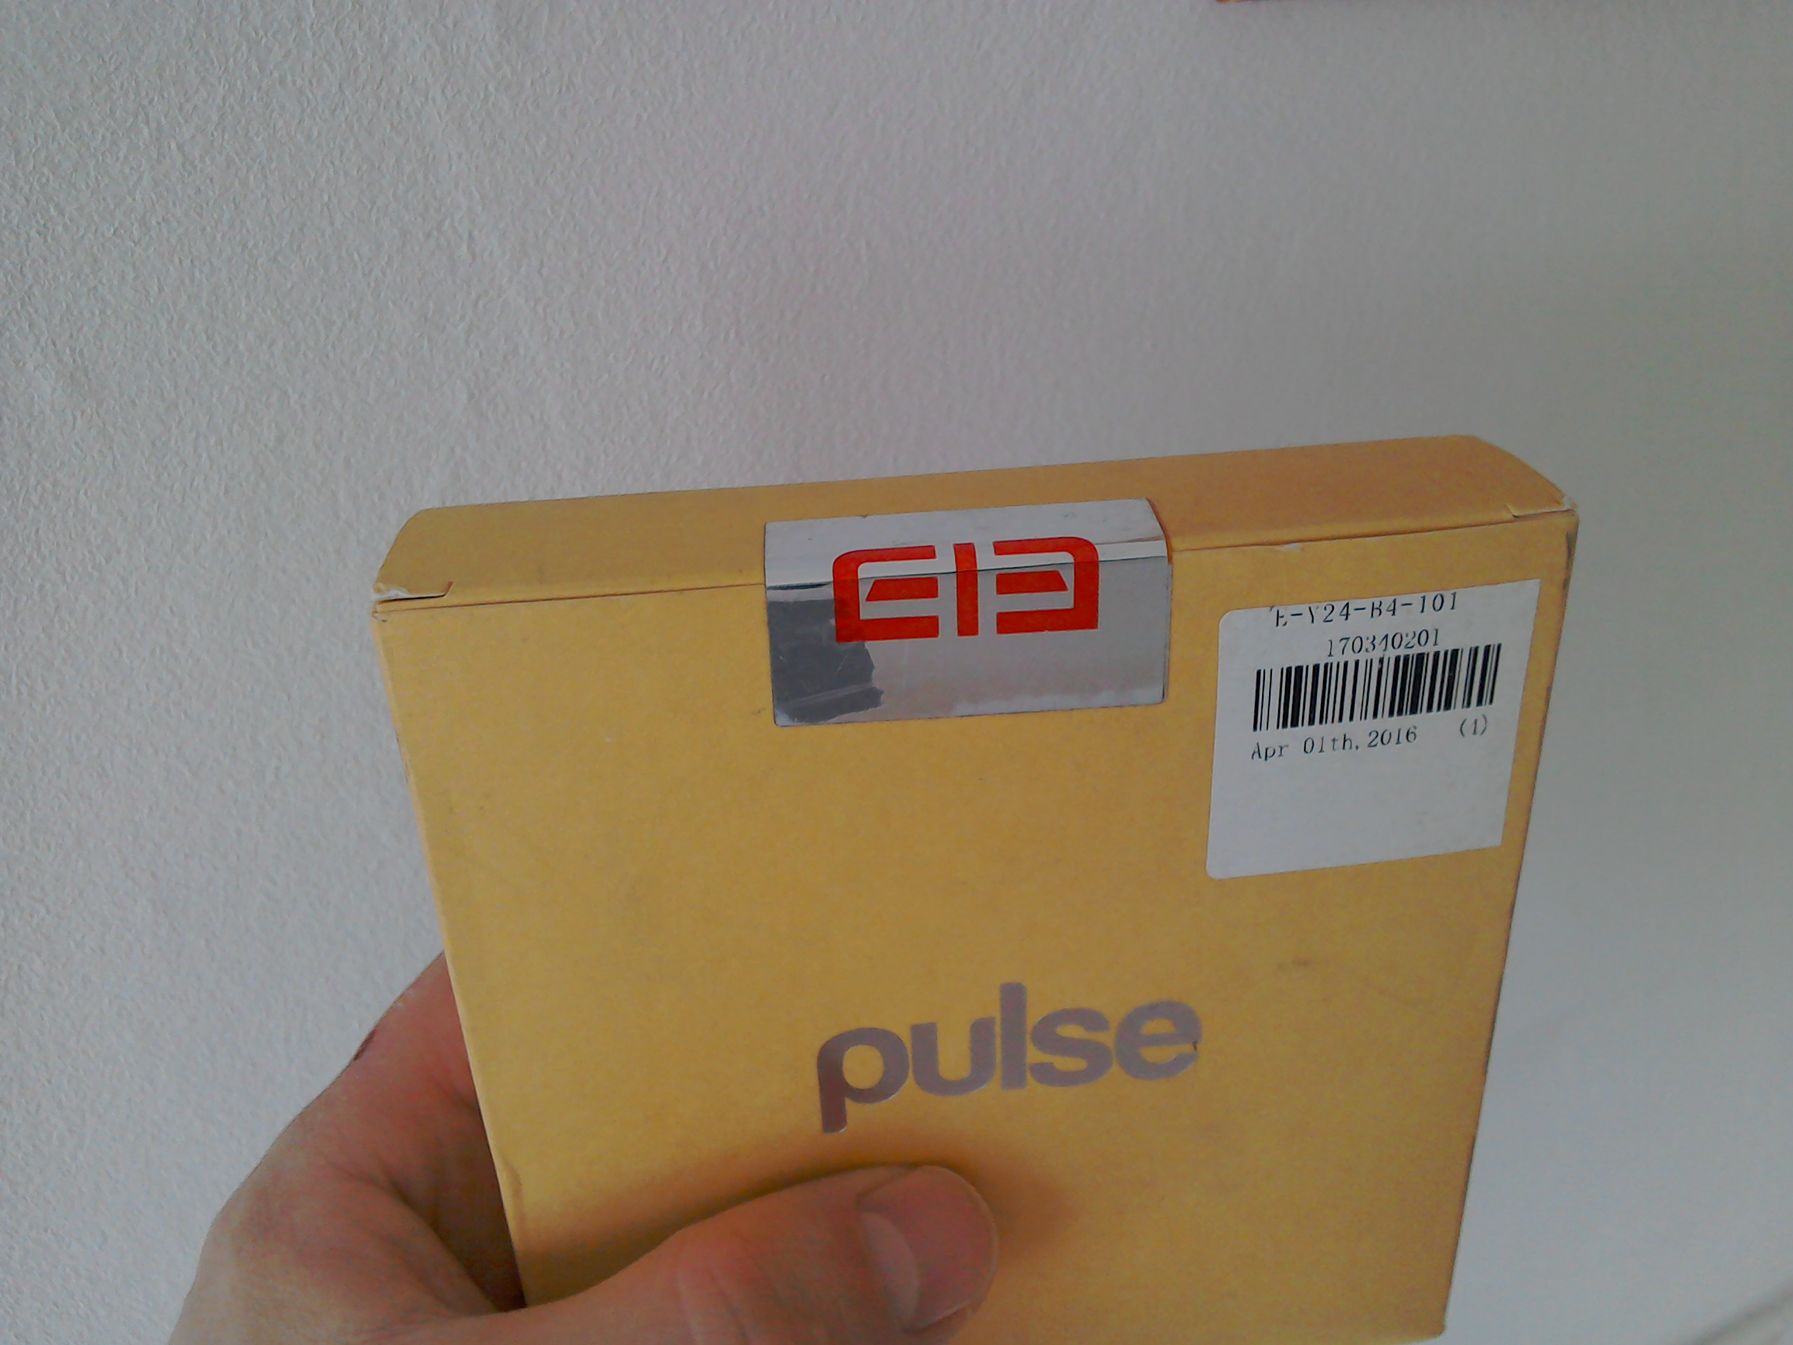 E-Y24-B4-101
170340201
Apr 01th,2016 (1)
pulse